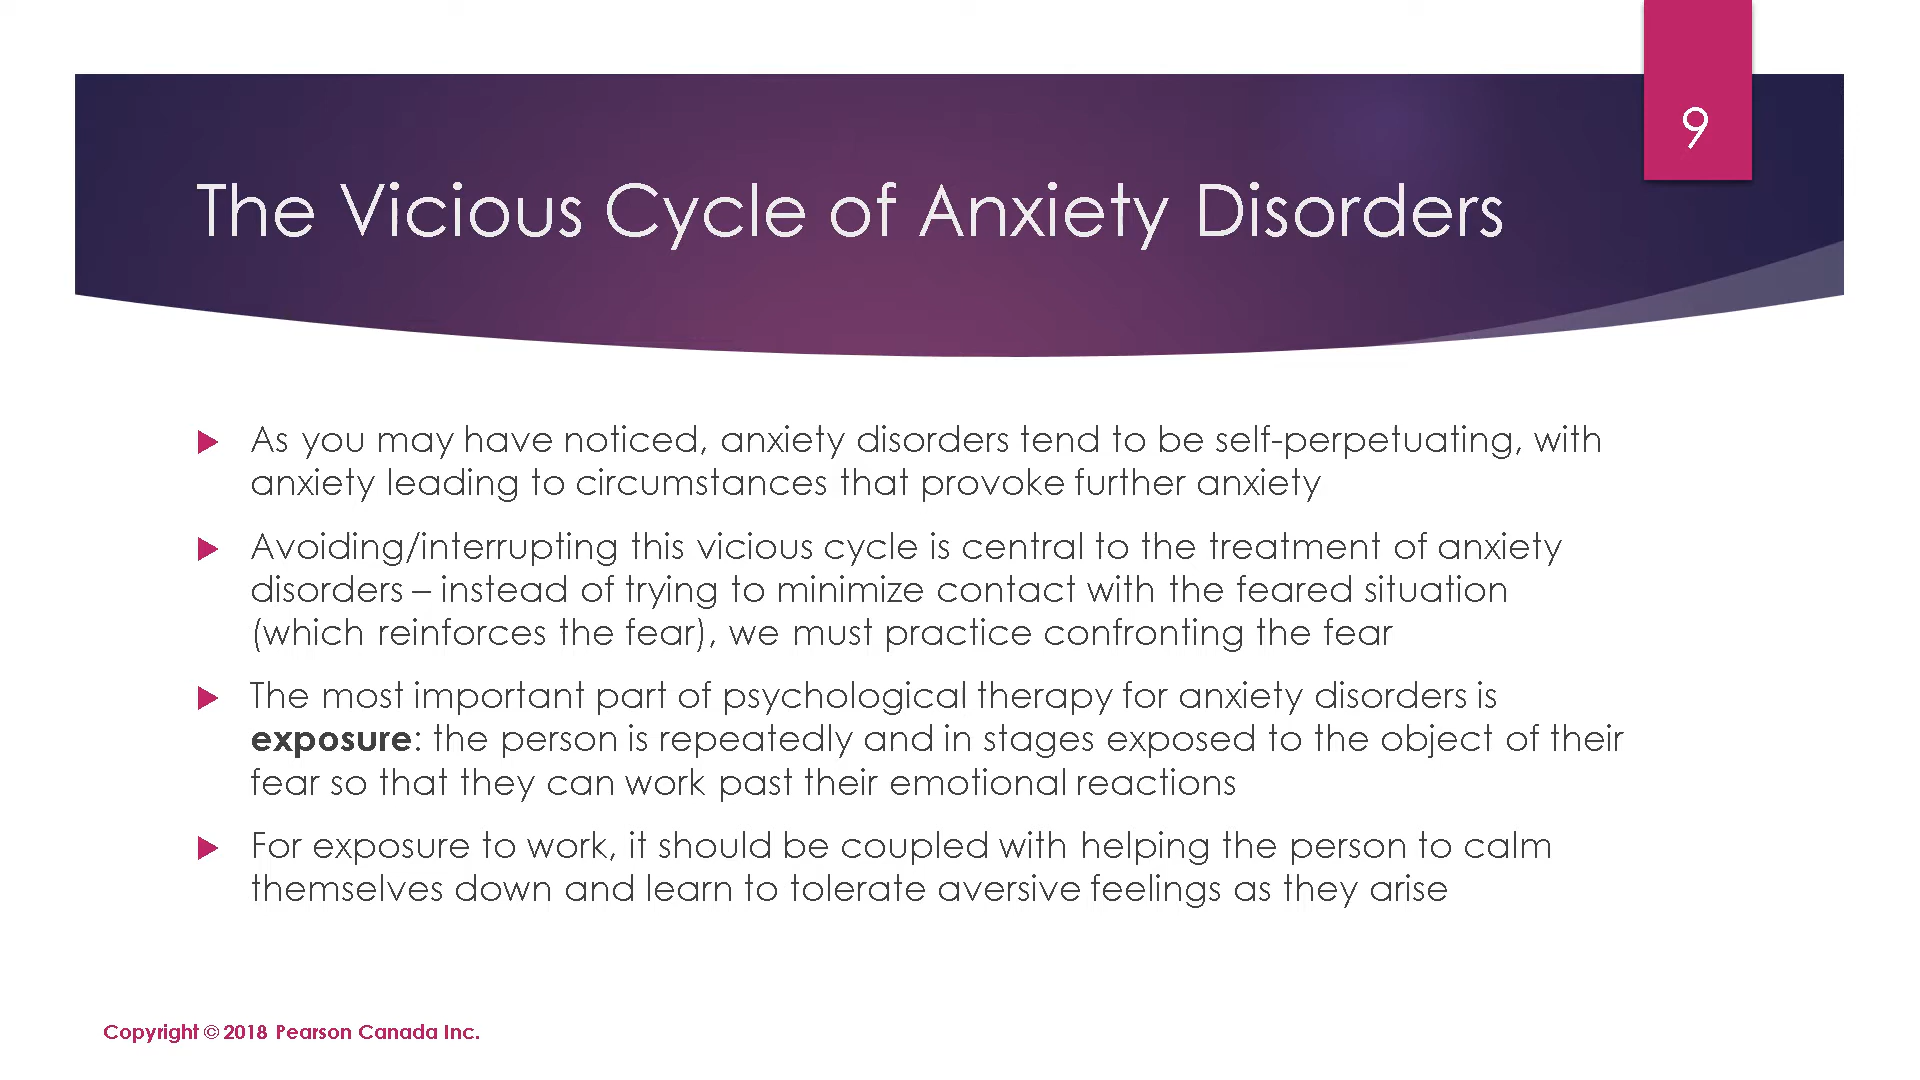 9
The Vicious Cycle of Anxiety Disorders
As you may have noticed, anxiety disorders tend to be self-perpetuating, with
anxiety leading to circumstances that provoke further anxiety
Avoiding/interrupting this vicious cycle is central to the treatment of anxiety
disorders – instead of trying to minimize contact with the feared situation
(which reinforces the fear), we must practice confronting the fear
The most important part of psychological therapy for anxiety disorders is
exposure: the person is repeatedly and in stages exposed to the object of their
fear so that they can work past their emotional reactions
For exposure to work, it should be coupled with helping the person to calm
themselves down and learn to tolerate aversive feelings as they arise
Copyright © 2018 Pearson Canada Inc.